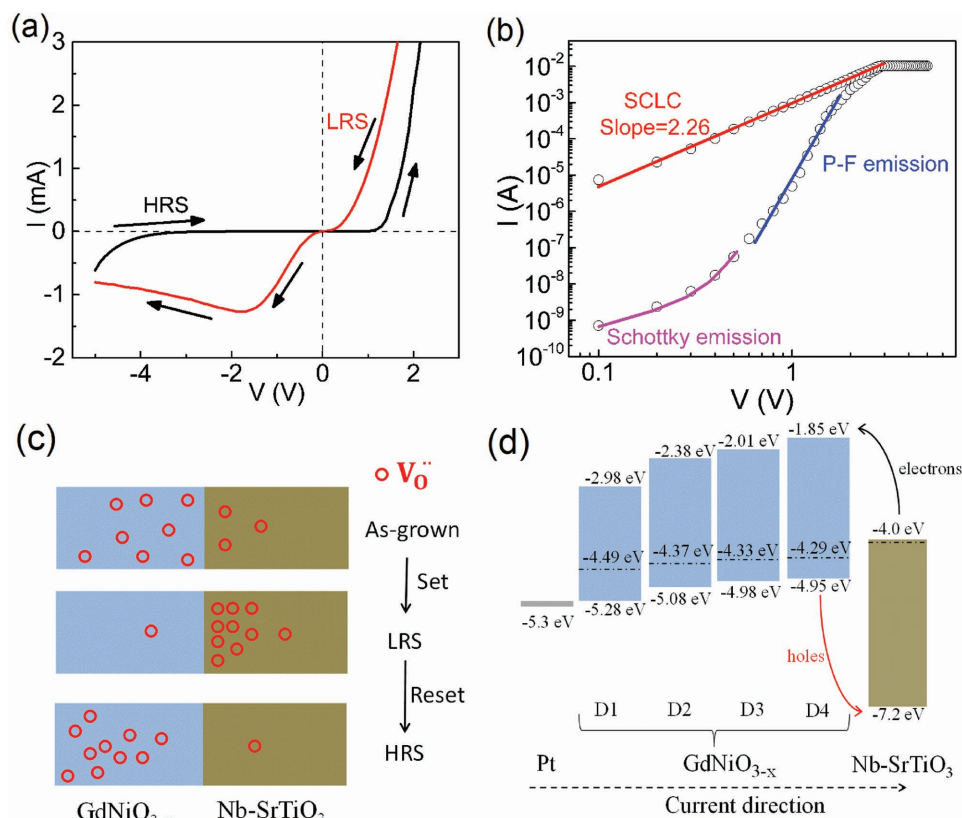 (a)
3
2
1
0
-1
-2
I (mA)
LRS
HRS
-4
-2
0
2
V (V)
(b)
10⁻²
10⁻³
10⁻⁴
10⁻⁵
10⁻⁶
10⁻⁷
10⁻⁸
10⁻⁹
10⁻¹⁰
I (A)
SCLC
Slope=2.26
P-F emission
Schottky emission
0.1
1
V (V)
(c)
V_O^¨
As-grown
Set
LRS
Reset
HRS
GdNiO₃₋
Nb-SrTiO₃
(d)
-1.85 eV
-2.01 eV
-2.38 eV
-2.98 eV
electrons
-4.0 eV
-4.49 eV
-4.37 eV
-4.33 eV
-4.29 eV
-5.3 eV
-5.28 eV
-5.08 eV
-4.98 eV
-4.95 eV
holes
-7.2 eV
D1
D2
D3
D4
Pt
GdNiO₃₋ₓ
Nb-SrTiO₃
Current direction